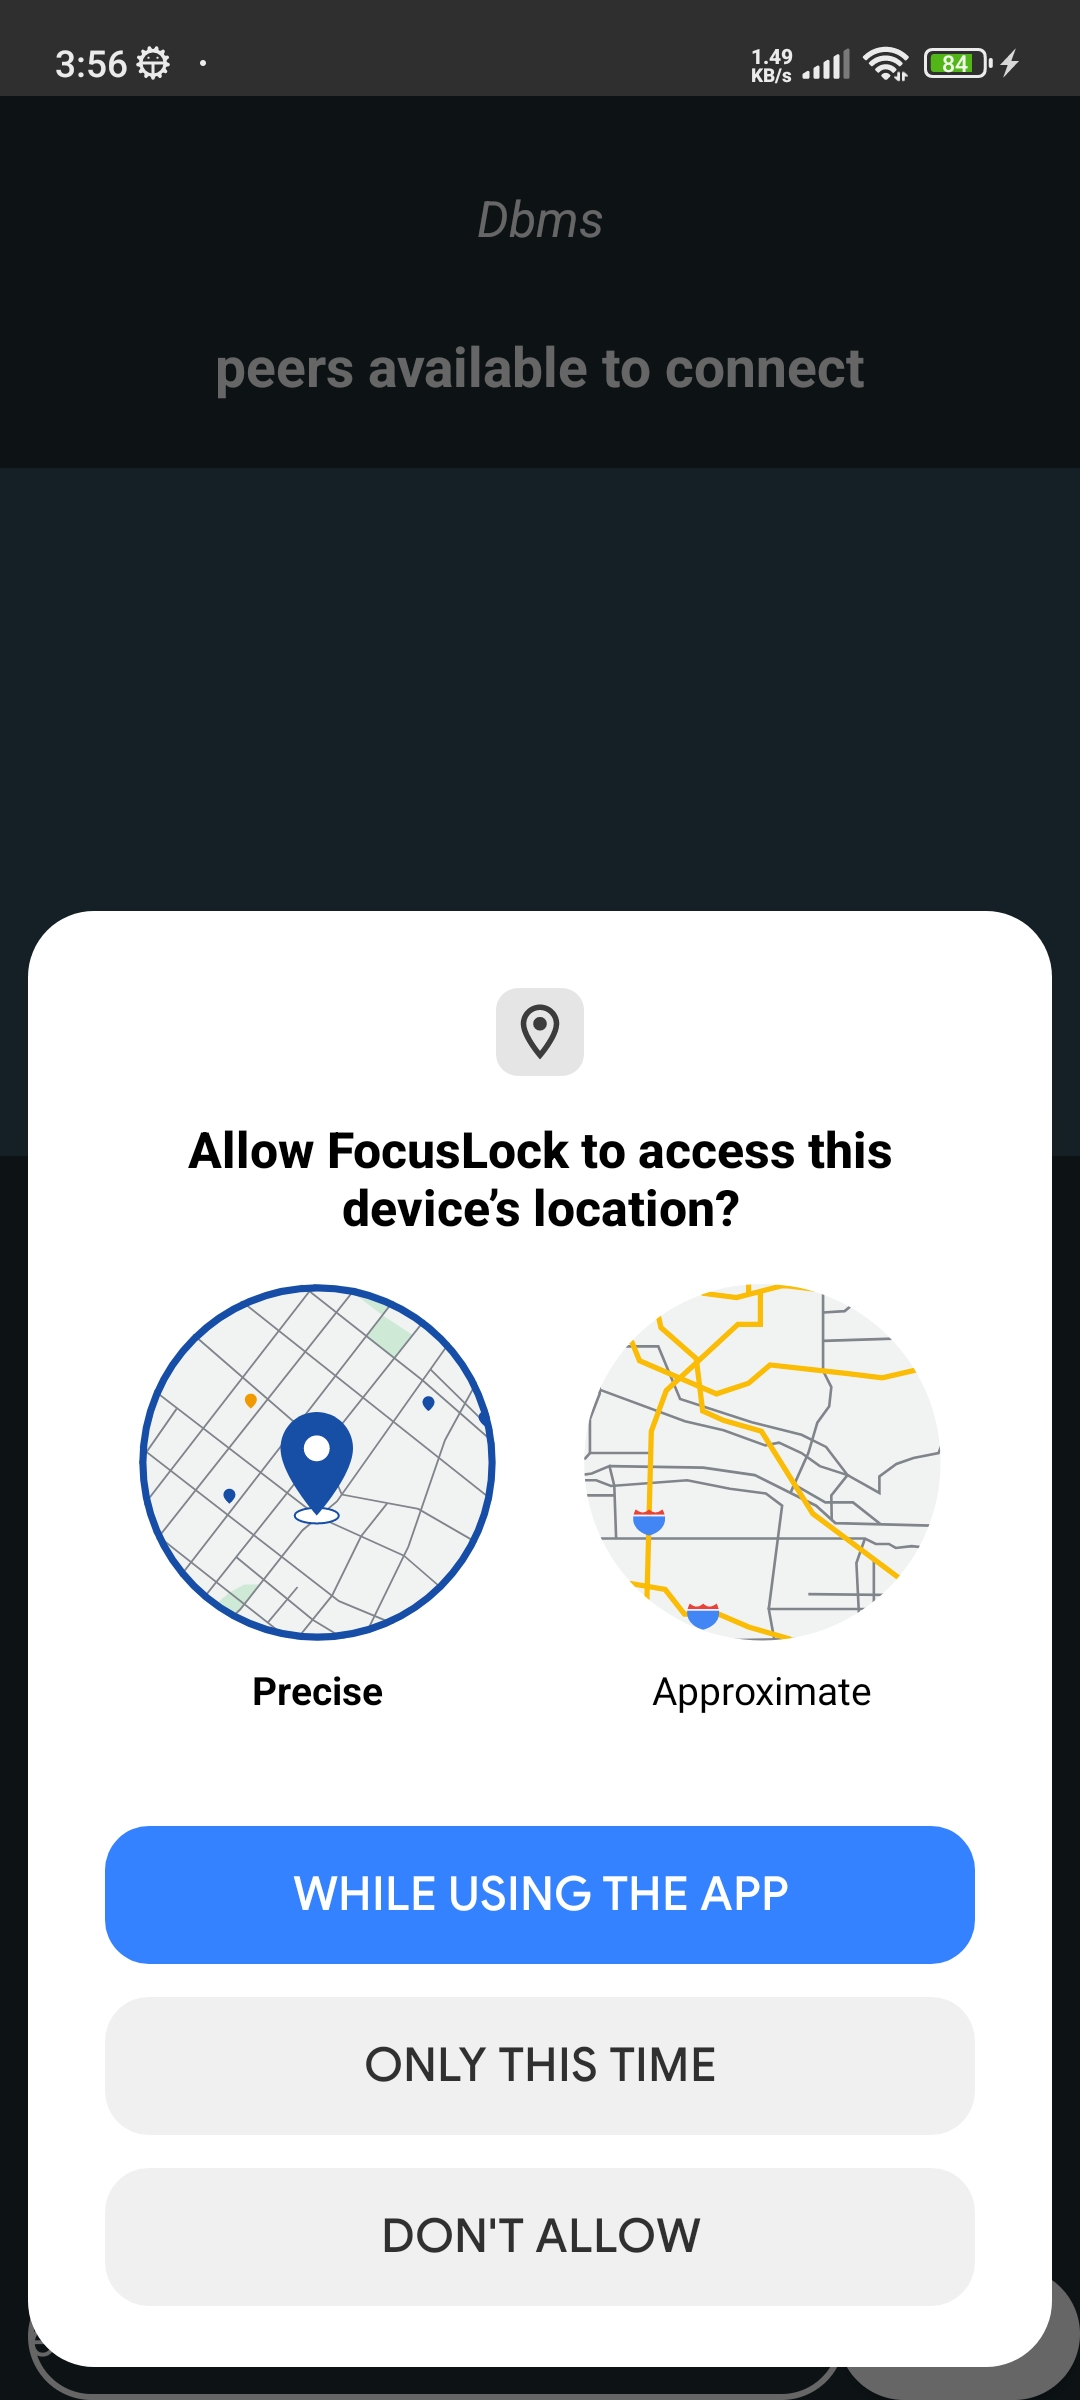 3:56
1.49
KB/s
84
Dbms
peers available to connect
Allow FocusLock to access this
device’s location?
Precise
Approximate
WHILE USING THE APP
ONLY THIS TIME
DON'T ALLOW